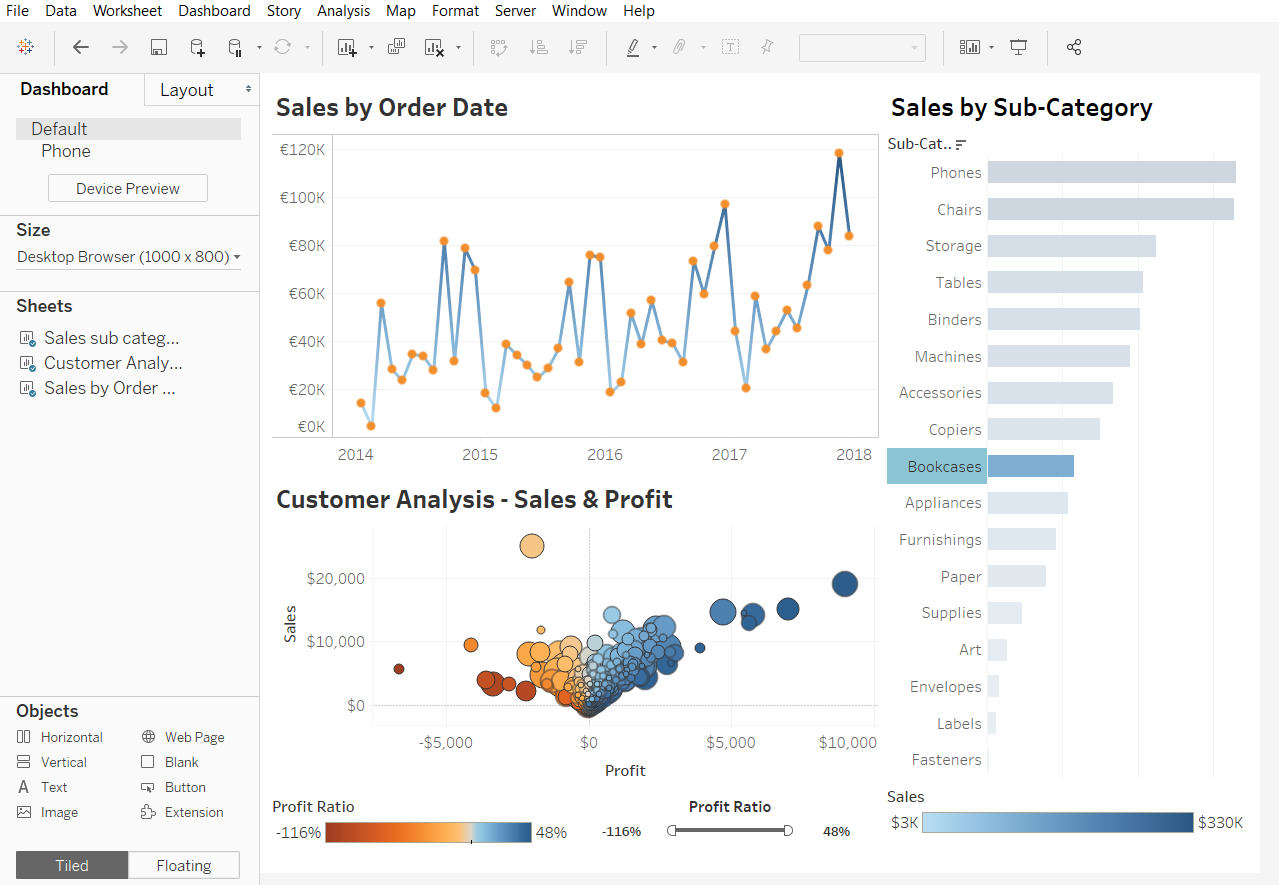 File Data Worksheet Dashboard Story Analysis Map Format Server Window Help
Dashboard Layout
Default
Phone
Device Preview
Size
Desktop Browser (1000 x 800)
Sheets
Sales sub categ...
Customer Analy...
Sales by Order ...
Objects
Horizontal Web Page
Vertical Blank
Text Button
Image Extension
Tiled Floating
Sales by Order Date
€120K
€100K
€80K
€60K
€40K
€20K
€0K
2014 2015 2016 2017 2018
Customer Analysis - Sales & Profit
Sales
$20,000
$10,000
$0
-$5,000 $0 $5,000 $10,000
Profit
Profit Ratio
-116% 48%
Profit Ratio
-116% 48%
Sales by Sub-Category
Sub-Cat..
Phones
Chairs
Storage
Tables
Binders
Machines
Accessories
Copiers
Bookcases
Appliances
Furnishings
Paper
Supplies
Art
Envelopes
Labels
Fasteners
Sales
$3K $330K